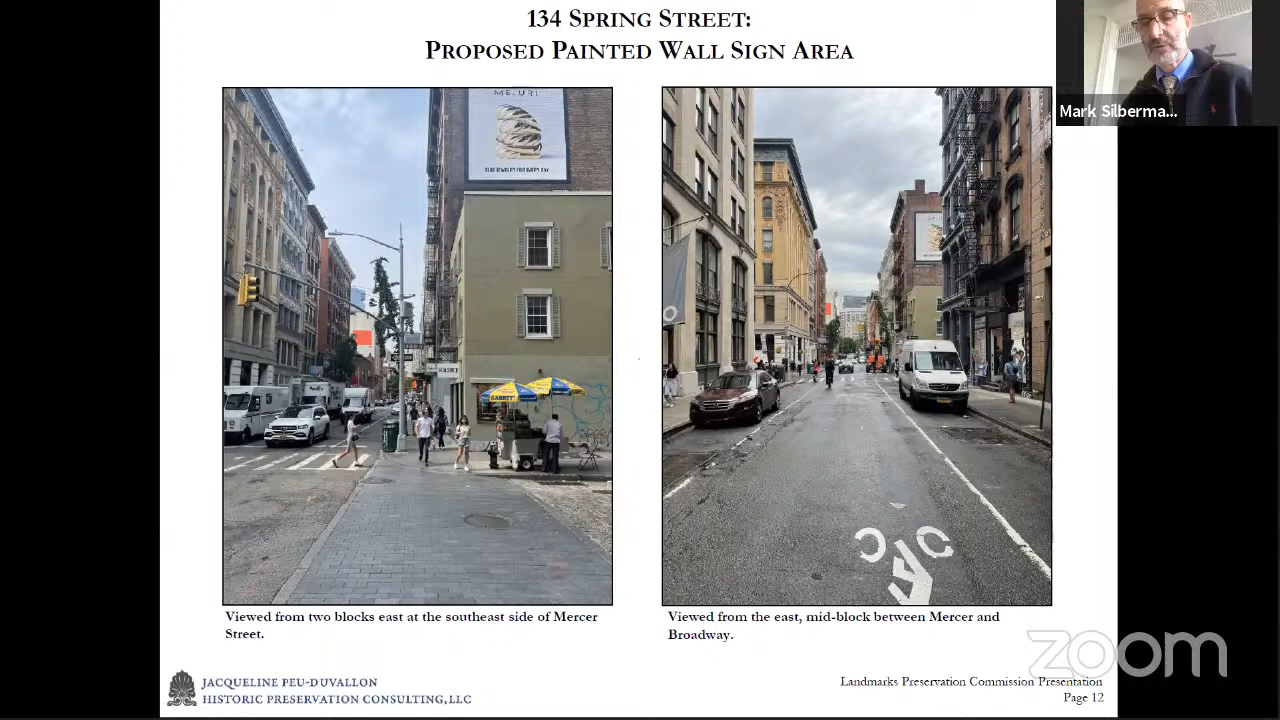 134 SPRING STREET:
PROPOSED PAINTED WALL SIGN AREA
Mark Silberma...
SABRETT
Viewed from two blocks east at the southeast side of Mercer
Street.
Viewed from the east, mid-block between Mercer and
Broadway.
zoom
JACQUELINE PEU-DUVALLON
HISTORIC PRESERVATION CONSULTING, LLC
Landmarks Preservation Commission Presentation
Page 12